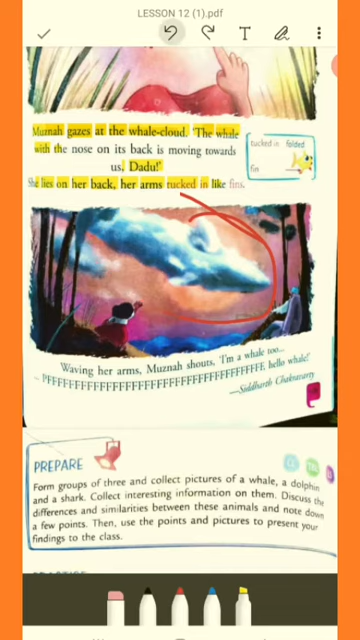 LESSON 12 (1).pdf
Muznah gazes at the whale-cloud. 'The whale
with the nose on its back is moving towards
us, Dadu!'
She lies on her back, her arms tucked in like fins.
tucked in folded
fin
Waving her arms, Muznah shouts, 'I'm a whale too...
hello whale!'
—Siddharth Chakravarty
PREPARE
Form groups of three and collect pictures of a whale, a dolphin
and a shark. Collect interesting information on them. Discuss the
differences and similarities between these animals and note down
a few points. Then, use the points and pictures to present your
findings to the class.